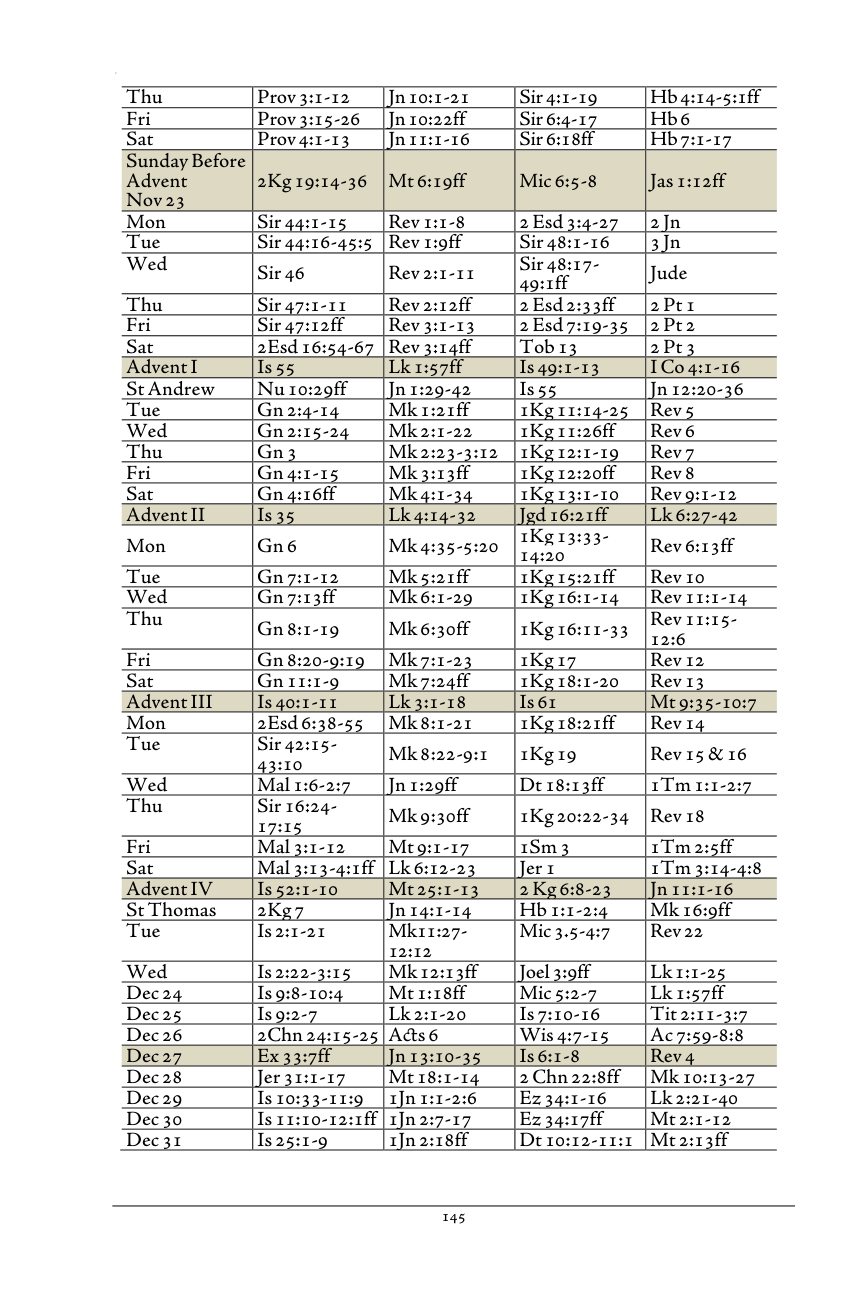 Thu Prov 3:1-12 Jn 10:1-21 Sir 4:1-19 Hb 4:14-5:1ff
Fri Prov 3:15-26 Jn 10:22ff Sir 6:4-17 Hb 6
Sat Prov 4:1-13 Jn 11:1-16 Sir 6:18ff Hb 7:1-17
Sunday Before
Advent 2Kg 19:14-36 Mt 6:19ff Mic 6:5-8 Jas 1:12ff
Nov 23
Mon Sir 44:1-15 Rev 1:1-8 2 Esd 3:4-27 2 Jn
Tue Sir 44:16-45:5 Rev 1:9ff Sir 48:1-16 3 Jn
Wed Sir 46 Rev 2:1-11 Sir 48:17-
49:1ff Jude
Thu Sir 47:1-11 Rev 2:12ff 2 Esd 2:33ff 2 Pt 1
Fri Sir 47:12ff Rev 3:1-13 2 Esd 7:19-35 2 Pt 2
Sat 2Esd 16:54-67 Rev 3:14ff Tob 13 2 Pt 3
Advent I Is 55 Lk 1:57ff Is 49:1-13 I Co 4:1-16
St Andrew Nu 10:29ff Jn 1:29-42 Is 55 Jn 12:20-36
Tue Gn 2:4-14 Mk 1:21ff 1Kg 11:14-25 Rev 5
Wed Gn 2:15-24 Mk 2:1-22 1Kg 11:26ff Rev 6
Thu Gn 3 Mk 2:23-3:12 1Kg 12:1-19 Rev 7
Fri Gn 4:1-15 Mk 3:13ff 1Kg 12:20ff Rev 8
Sat Gn 4:16ff Mk 4:1-34 1Kg 13:1-10 Rev 9:1-12
Advent II Is 35 Lk 4:14-32 Jgd 16:21ff Lk 6:27-42
Mon Gn 6 Mk 4:35-5:20 1Kg 13:33-
14:20 Rev 6:13ff
Tue Gn 7:1-12 Mk 5:21ff 1Kg 15:21ff Rev 10
Wed Gn 7:13ff Mk 6:1-29 1Kg 16:1-14 Rev 11:1-14
Thu Gn 8:1-19 Mk 6:30ff 1Kg 16:11-33 Rev 11:15-
12:6
Fri Gn 8:20-9:19 Mk 7:1-23 1Kg 17 Rev 12
Sat Gn 11:1-9 Mk 7:24ff 1Kg 18:1-20 Rev 13
Advent III Is 40:1-11 Lk 3:1-18 Is 61 Mt 9:35-10:7
Mon 2Esd 6:38-55 Mk 8:1-21 1Kg 18:21ff Rev 14
Tue Sir 42:15-
43:10 Mk 8:22-9:1 1Kg 19 Rev 15 & 16
Wed Mal 1:6-2:7 Jn 1:29ff Dt 18:13ff 1Tm 1:1-2:7
Thu Sir 16:24-
17:15 Mk 9:30ff 1Kg 20:22-34 Rev 18
Fri Mal 3:1-12 Mt 9:1-17 1Sm 3 1Tm 2:5ff
Sat Mal 3:13-4:1ff Lk 6:12-23 Jer 1 1Tm 3:14-4:8
Advent IV Is 52:1-10 Mt 25:1-13 2 Kg 6:8-23 Jn 11:1-16
St Thomas 2Kg 7 Jn 14:1-14 Hb 1:1-2:4 Mk 16:9ff
Tue Is 2:1-21 Mk11:27-
12:12 Mic 3.5-4:7 Rev 22
Wed Is 2:22-3:15 Mk 12:13ff Joel 3:9ff Lk 1:1-25
Dec 24 Is 9:8-10:4 Mt 1:18ff Mic 5:2-7 Lk 1:57ff
Dec 25 Is 9:2-7 Lk 2:1-20 Is 7:10-16 Tit 2:11-3:7
Dec 26 2Chn 24:15-25 Acts 6 Wis 4:7-15 Ac 7:59-8:8
Dec 27 Ex 33:7ff Jn 13:10-35 Is 6:1-8 Rev 4
Dec 28 Jer 31:1-17 Mt 18:1-14 2 Chn 22:8ff Mk 10:13-27
Dec 29 Is 10:33-11:9 1Jn 1:1-2:6 Ez 34:1-16 Lk 2:21-40
Dec 30 Is 11:10-12:1ff 1Jn 2:7-17 Ez 34:17ff Mt 2:1-12
Dec 31 Is 25:1-9 1Jn 2:18ff Dt 10:12-11:1 Mt 2:13ff
145